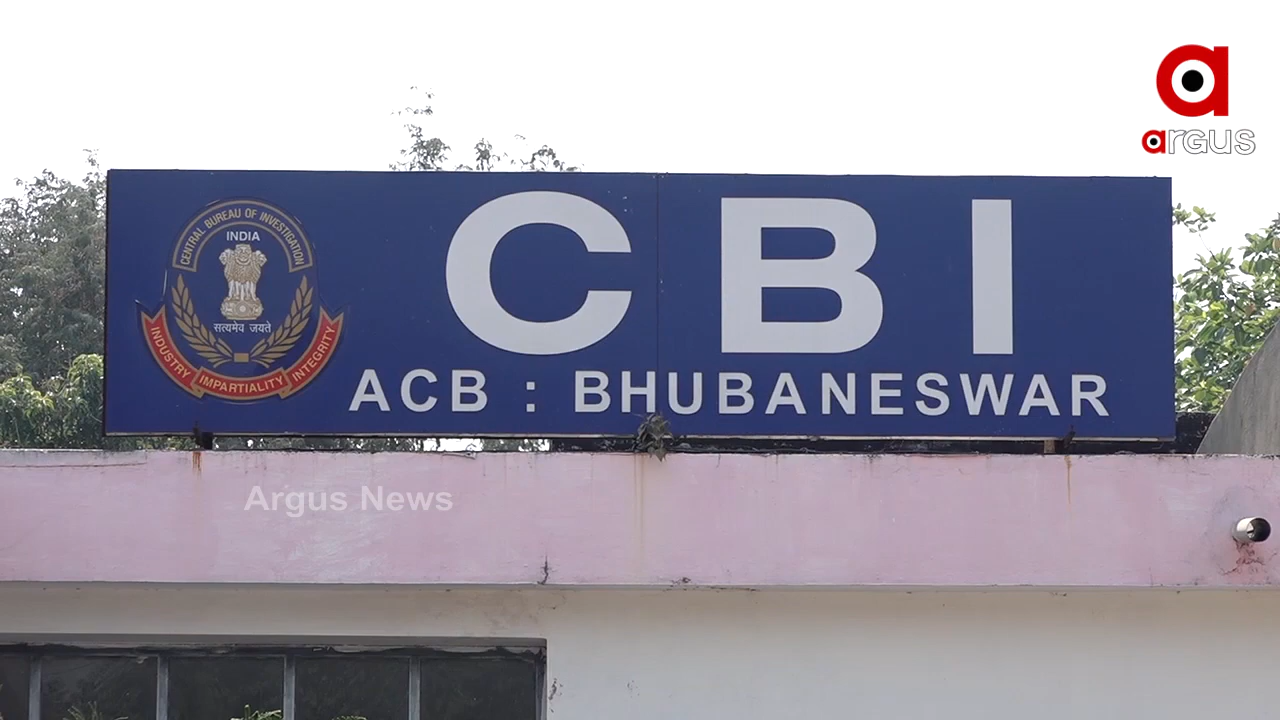 argus
CENTRAL BUREAU OF INVESTIGATION
INDIA
सत्यमेव जयते
INDUSTRY IMPARTIALITY INTEGRITY
CBI
ACB : BHUBANESWAR
Argus News